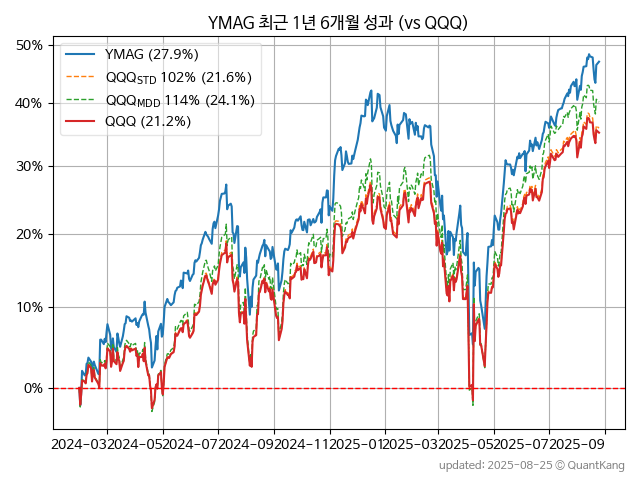 YMAG 최근 1년 6개월 성과 (vs QQQ)
50%
40%
30%
20%
10%
0%
YMAG (27.9%)
QQQSTD 102% (21.6%)
QQQMDD 114% (24.1%)
QQQ (21.2%)
2024-03 2024-05 2024-07 2024-09 2024-11 2025-01 2025-03 2025-05 2025-07 2025-09
updated: 2025-08-25 © QuantKang